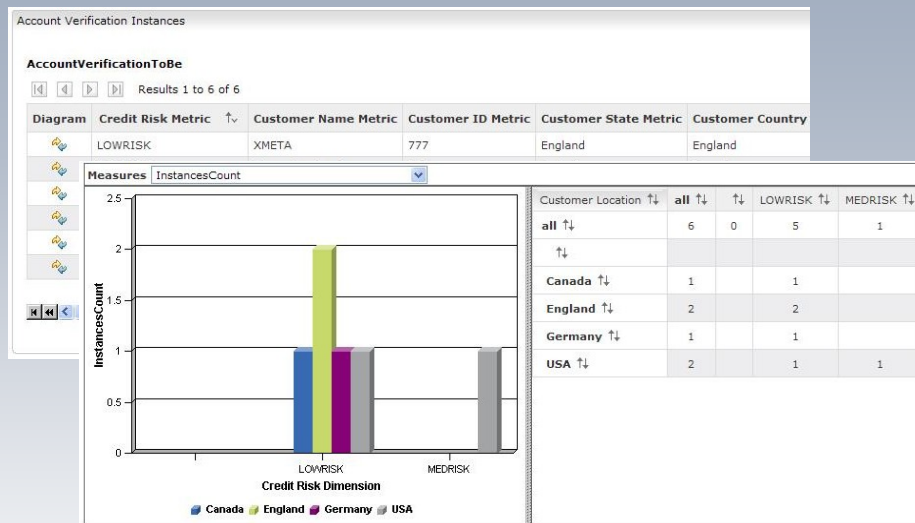 Account Verification Instances
AccountVerificationToBe
Results 1 to 6 of 6
Diagram Credit Risk Metric Customer Name Metric Customer ID Metric Customer State Metric Customer Country
LOWRISK XMETA 777 England England
Measures InstancesCount
2.5
2
1.5
1
0.5
0
InstancesCount
LOWRISK MEDRISK
Credit Risk Dimension
Canada England Germany USA
Customer Location all LOWRISK MEDRISK
all 6 0 5 1
Canada 1 1
England 2 2
Germany 1 1
USA 2 1 1